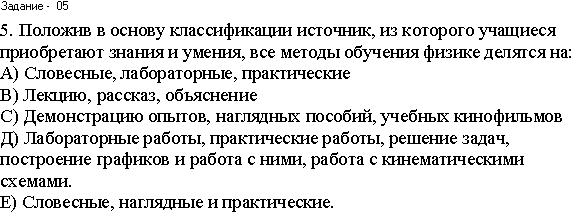 Задание - 05
5. Положив в основу классификации источник, из которого учащиеся
приобретают знания и умения, все методы обучения физике делятся на:
А) Словесные, лабораторные, практические
В) Лекцию, рассказ, объяснение
С) Демонстрацию опытов, наглядных пособий, учебных кинофильмов
Д) Лабораторные работы, практические работы, решение задач,
построение графиков и работа с ними, работа с кинематическими
схемами.
Е) Словесные, наглядные и практические.